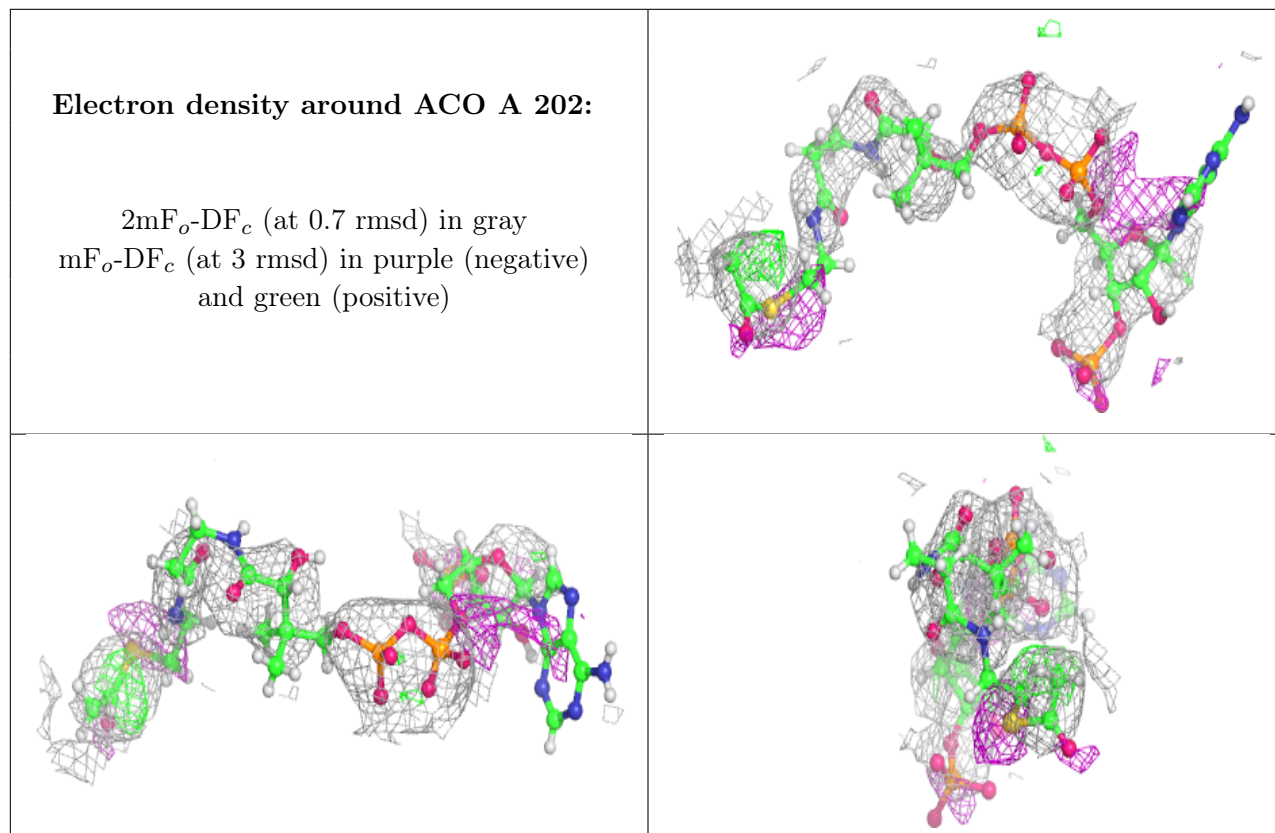 Electron density around ACO A 202:
2mFo-DFc (at 0.7 rmsd) in gray
mFo-DFc (at 3 rmsd) in purple (negative)
and green (positive)